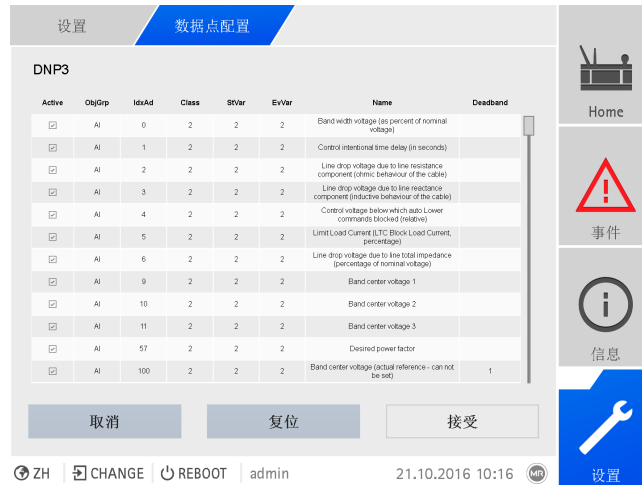 设置 数据点配置
DNP3
Active ObjGrp IdxAd Class StVar EvVar Name Deadband
AI 0 2 2 2 Band width voltage (as percent of nominal
voltage)
AI 1 2 2 2 Control intentional time delay (in seconds)
AI 2 2 2 2 Line drop voltage due to line resistance
component (ohmic behaviour of the cable)
AI 3 2 2 2 Line drop voltage due to line reactance
component (inductive behaviour of the cable)
AI 4 2 2 2 Control voltage below which auto Lower
commands blocked (relative)
AI 5 2 2 2 Limit Load Current (LTC Block Load Current,
percentage)
AI 6 2 2 2 Line drop voltage due to line total impedance
(percentage of nominal voltage)
AI 9 2 2 2 Band center voltage 1
AI 10 2 2 2 Band center voltage 2
AI 11 2 2 2 Band center voltage 3
AI 57 2 2 2 Desired power factor
AI 100 2 2 2 Band center voltage (actual reference - can not
be set) 1
取消 复位 接受
Home
事件
信息
设置
ZH CHANGE REBOOT admin 21.10.2016 10:16 MR